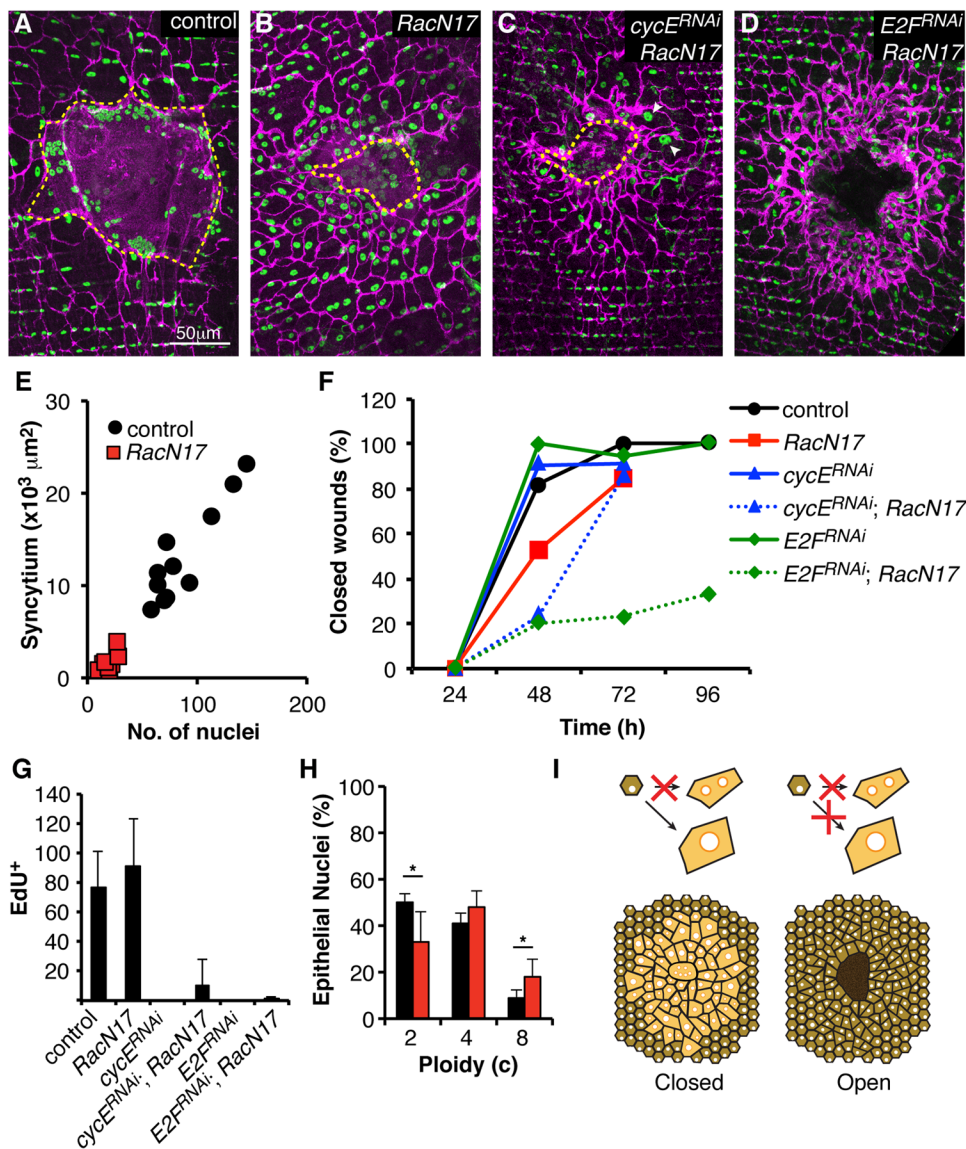 A control
B RacN17
C cycE^RNAi
RacN17
D E2F^RNAi
RacN17
50μm
E
Syncytium (x10³ μm²)
30
20
10
0
control
RacN17
0 100 200
No. of nuclei
F
Closed wounds (%)
120
100
80
60
40
20
0
24 48 72 96
Time (h)
control
RacN17
cycE^RNAi
cycE^RNAi; RacN17
E2F^RNAi
E2F^RNAi; RacN17
G
EdU⁺
140
120
100
80
60
40
20
control
RacN17
cycE^RNAi
cycE^RNAi; RacN17
E2F^RNAi
E2F^RNAi; RacN17
H
Epithelial Nuclei (%)
100
80
60
40
20
0
*
*
2 4 8
Ploidy (c)
I
Closed
Open